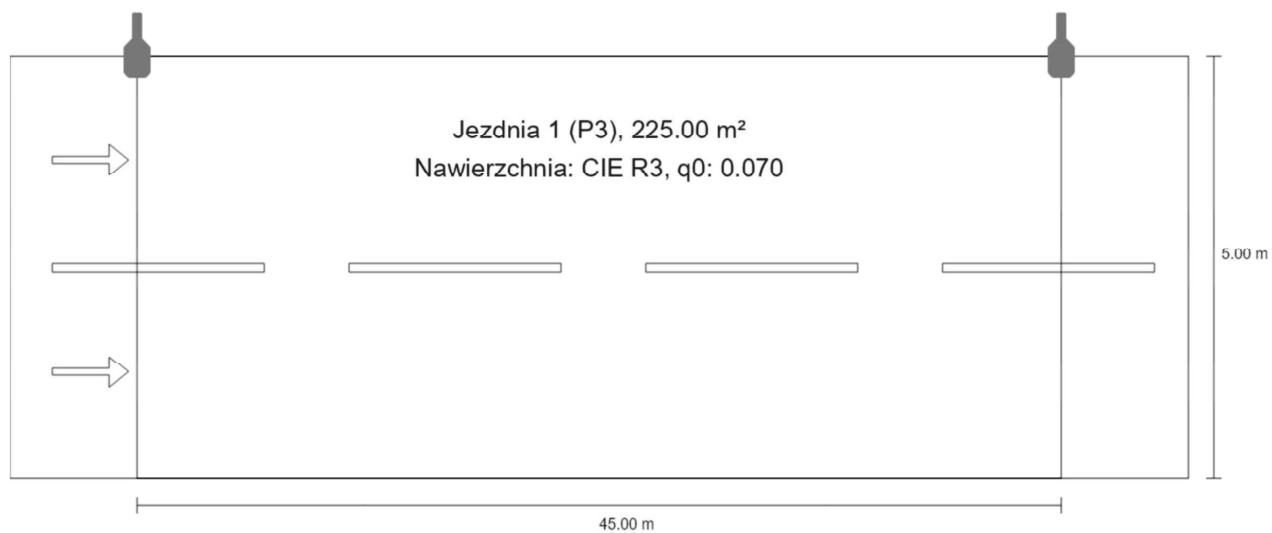 Jezdnia 1 (P3), 225.00 m²
Nawierzchnia: CIE R3, q0: 0.070
5.00 m
45.00 m